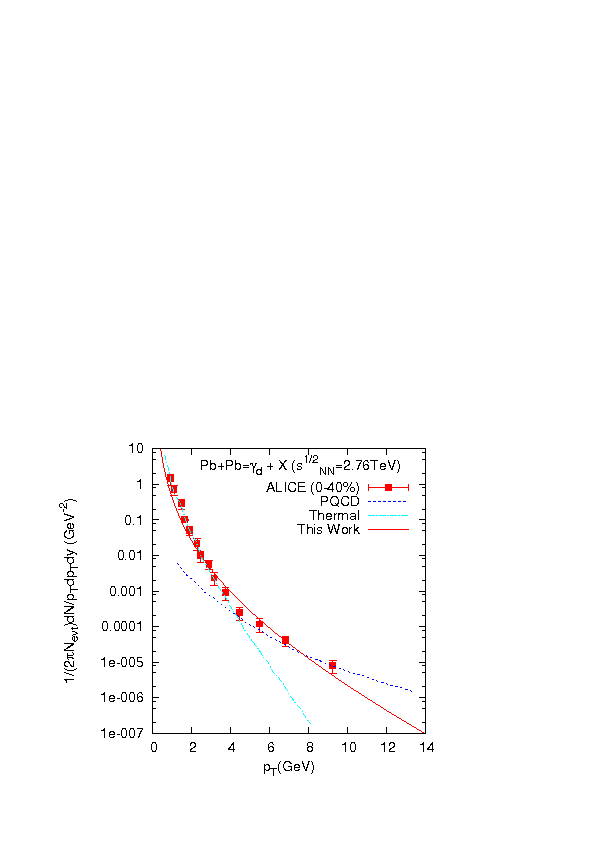 Pb+Pb=γd + X (s1/2NN=2.76TeV)
ALICE (0-40%)
PQCD
Thermal
This Work
10
1
0.1
0.01
0.001
0.0001
1e-005
1e-006
1e-007
1/(2πNevt)dN/pTdpTdy (GeV-2)
0 2 4 6 8 10 12 14
pT(GeV)